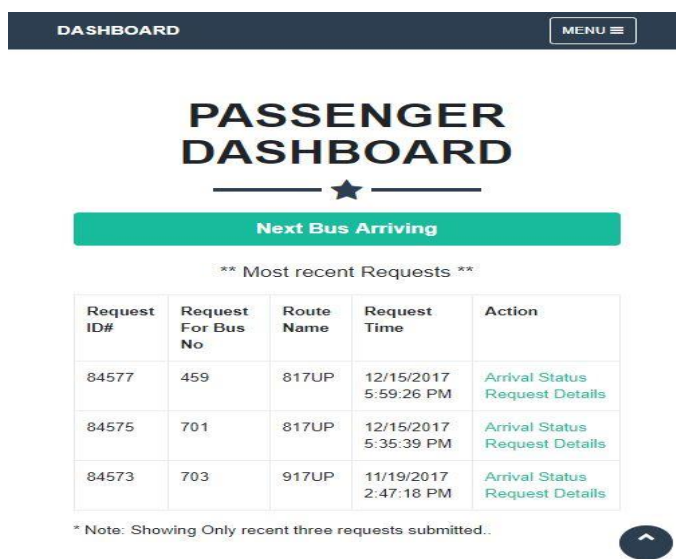 DASHBOARD MENU
PASSENGER
DASHBOARD
Next Bus Arriving
** Most recent Requests **
Request ID# Request For Bus No Route Name Request Time Action
84577 459 817UP 12/15/2017 5:59:26 PM Arrival Status Request Details
84575 701 817UP 12/15/2017 5:35:39 PM Arrival Status Request Details
84573 703 917UP 11/19/2017 2:47:18 PM Arrival Status Request Details
* Note: Showing Only recent three requests submitted..